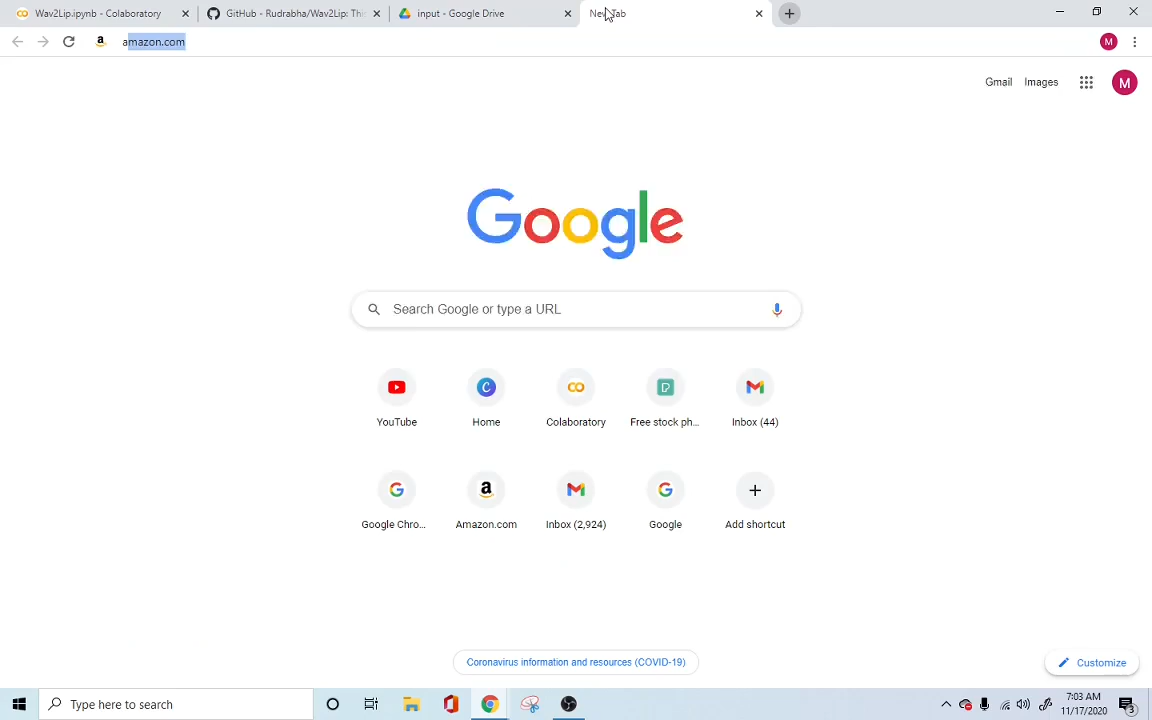 Wav2Lip.ipynb - Colaboratory
GitHub - Rudrabha/Wav2Lip: Thi
input - Google Drive
New Tab
amazon.com
M
Gmail
Images
M
Google
Search Google or type a URL
YouTube
Home
Colaboratory
Free stock ph...
Inbox (44)
Google Chro...
Amazon.com
Inbox (2,924)
Google
Add shortcut
Coronavirus information and resources (COVID-19)
Customize
Type here to search
7:03 AM
11/17/2020
3